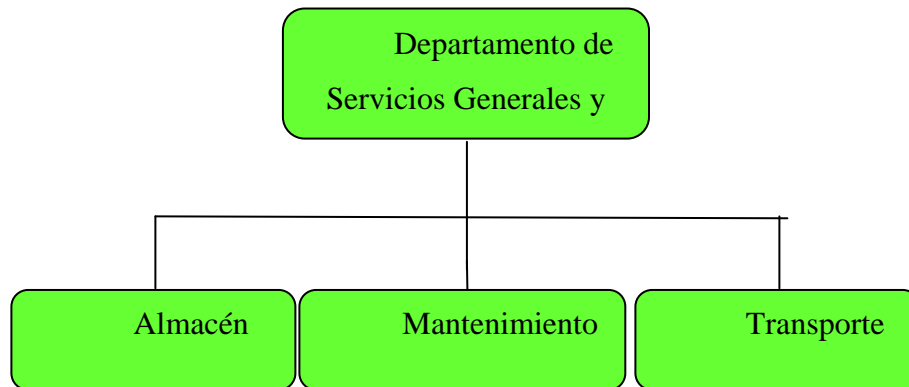 Departamento de
Servicios Generales y
Almacén
Mantenimiento
Transporte